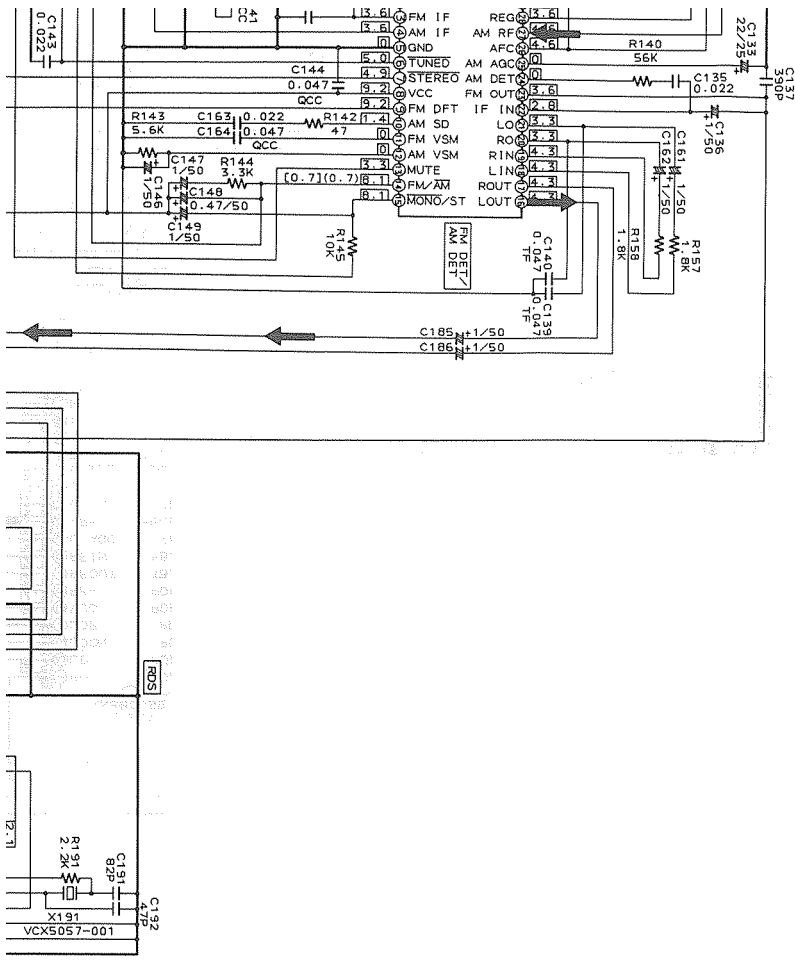 C143
0.022
3.6 FM IF
3.6 AM IF
0 GND
5.0 TUNED
4.9 STEREO
9.2 VCC
9.2 FM DFT
1.4 AM SD
0 FM VSM
0 AM VSM
3.3 MUTE
[0.7](0.7) 8.1 FM/AM
8.1 MONO/ST
REG 3.6
AM RF
AFC 4.6
AM AGC 0
AM DET 0
FM OUT 3.6
IF IN 2.8
LO 3.3
RO 3.3
RIN 4.3
LIN 4.3
ROUT 4.3
LOUT
C144
0.047
QCC
R143
5.6K
C163 0.022
C164 0.047
QCC
R142
47
C147
1/50
C146
1/50
R144
3.3K
C148
0.47/50
C149
1/50
R145
10K
FM DET/
AM DET
R140
56K
C133
22/25
C135
0.022
C137
390P
C136
1/50
C161
1/50
C162
1/50
R158
1.8K
R157
1.8K
C140
0.047
TF
C139
0.047
TF
C185 +1/50
C186 +1/50
RDS
2.1
R191
2.2K
C191
82P
C192
47P
X191
VCX5057-001